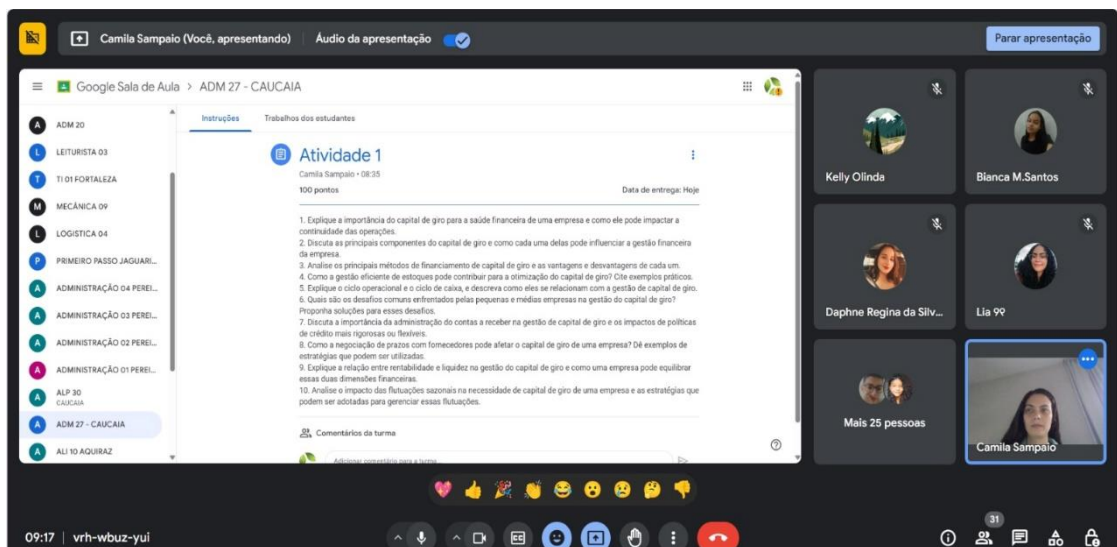 Camila Sampaio (Você, apresentando)
Áudio da apresentação
Parar apresentação
Google Sala de Aula > ADM 27 - CAUCAIA
A ADM 20
L LEITURISTA 03
T TI 01 FORTALEZA
M MECÂNICA 09
L LOGISTICA 04
P PRIMEIRO PASSO JAGUARI...
A ADMINISTRAÇÃO 04 PEREI...
A ADMINISTRAÇÃO 03 PEREI...
A ADMINISTRAÇÃO 02 PEREI...
A ADMINISTRAÇÃO 01 PEREI...
A ALP 30
CAUCAIA
A ADM 27 - CAUCAIA
A ALI 10 AQUIRAZ
Instruções
Trabalhos dos estudantes
Atividade 1
Camila Sampaio • 08:35
100 pontos
Data de entrega: Hoje
1. Explique a importância do capital de giro para a saúde financeira de uma empresa e como ele pode impactar a
continuidade das operações.
2. Discuta as principais componentes do capital de giro e como cada uma delas pode influenciar a gestão financeira
da empresa.
3. Analise os principais métodos de financiamento de capital de giro e as vantagens e desvantagens de cada um.
4. Como a gestão eficiente de estoques pode contribuir para a otimização do capital de giro? Cite exemplos práticos.
5. Explique o ciclo operacional e o ciclo de caixa, e descreva como eles se relacionam com a gestão de capital de giro.
6. Quais são os desafios comuns enfrentados pelas pequenas e médias empresas na gestão do capital de giro?
Proponha soluções para esses desafios.
7. Discuta a importância da administração do contas a receber na gestão de capital de giro e os impactos de políticas
de crédito mais rigorosas ou flexíveis.
8. Como a negociação de prazos com fornecedores pode afetar o capital de giro de uma empresa? Dê exemplos de
estratégias que podem ser utilizadas.
9. Explique a relação entre rentabilidade e liquidez na gestão do capital de giro e como uma empresa pode equilibrar
essas duas dimensões financeiras.
10. Analise o impacto das flutuações sazonais na necessidade de capital de giro de uma empresa e as estratégias que
podem ser adotadas para gerenciar essas flutuações.
Comentários da turma
Adicionar comentário para a turma...
Kelly Olinda
Bianca M.Santos
Daphne Regina da Silv...
Lia 99
Mais 25 pessoas
Camila Sampaio
09:17 | vrh-wbuz-yui
CC
31